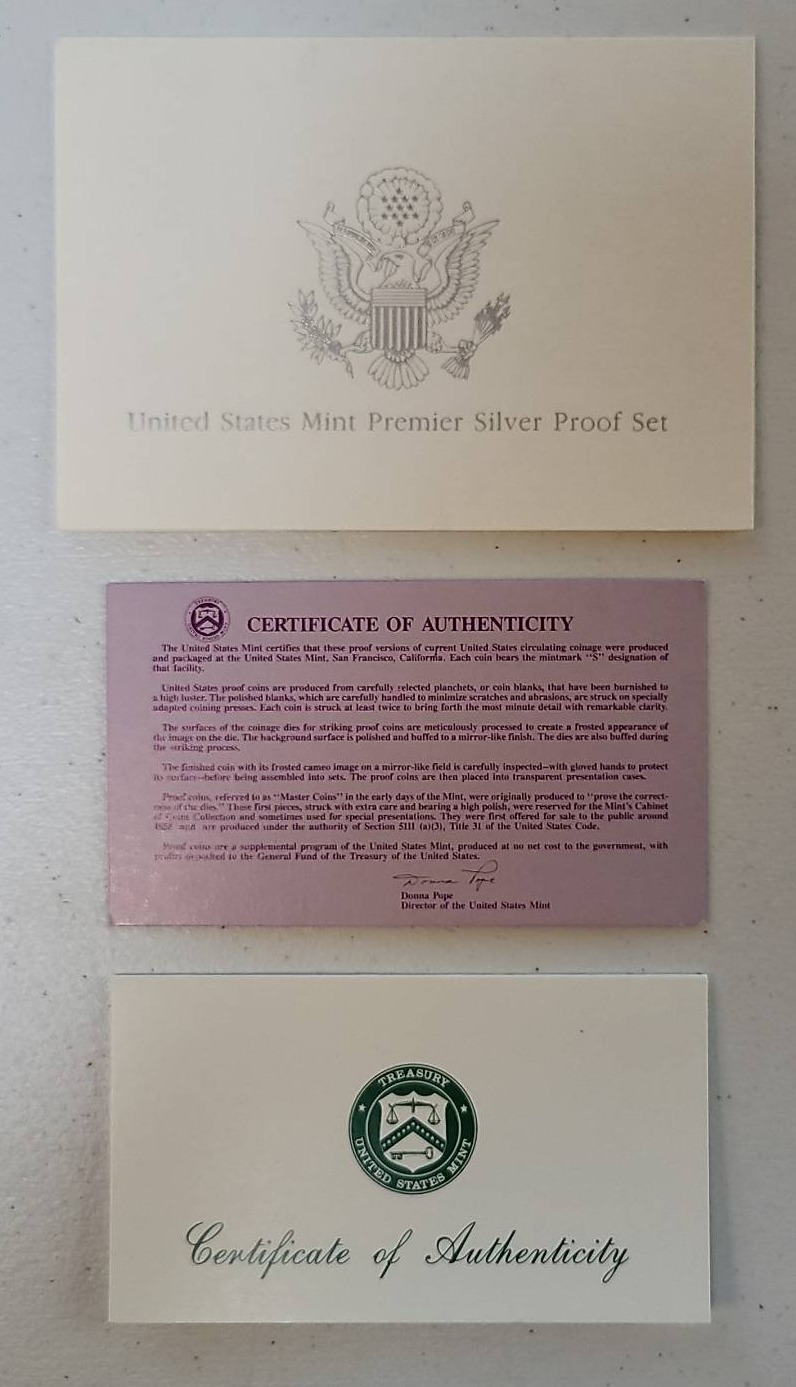 United States Mint Premier Silver Proof Set
CERTIFICATE OF AUTHENTICITY
The United States Mint certifies that these proof versions of current United States circulating coinage were produced
and packaged at the United States Mint, San Francisco, California. Each coin bears the mintmark "S" designation of
that facility.
United States proof coins are produced from carefully selected planchets, or coin blanks, that have been burnished to
a high luster. The polished blanks, which are carefully handled to minimize scratches and abrasions, are struck on specially
adapted coining presses. Each coin is struck at least twice to bring forth the most minute detail with remarkable clarity.
The surfaces of the coinage dies for striking proof coins are meticulously processed to create a frosted appearance of
the image on the die. The background surface is polished and buffed to a mirror-like finish. The dies are also buffed during
the striking process.
The finished coin with its frosted cameo image on a mirror-like field is carefully inspected—with gloved hands to protect
its surface—before being assembled into sets. The proof coins are then placed into transparent presentation cases.
Proof coins, referred to as "Master Coins" in the early days of the Mint, were originally produced to "prove the correct-
ness of the dies." These first pieces, struck with extra care and bearing a high polish, were reserved for the Mint's Cabinet
of Coins Collection and sometimes used for special presentations. They were first offered for sale to the public around
1858 and are produced under the authority of Section 5111 (a)(3), Title 31 of the United States Code.
Proof coins are a supplemental program of the United States Mint, produced at no net cost to the government, with
profits deposited to the General Fund of the Treasury of the United States.
Donna Pope
Donna Pope
Director of the United States Mint
TREASURY
UNITED STATES MINT
Certificate of Authenticity